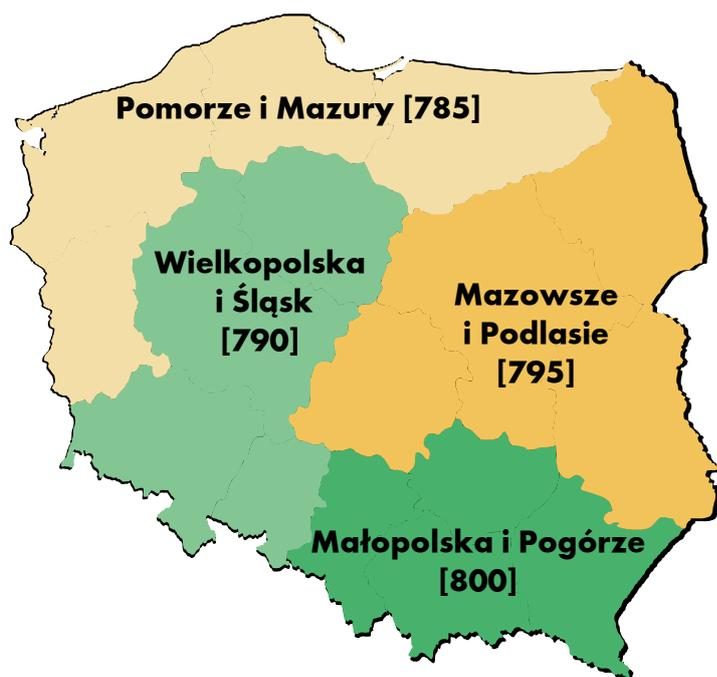 Pomorze i Mazury [785]
Wielkopolska
i Śląsk
[790]
Mazowsze
i Podlasie
[795]
Małopolska i Pogórze
[800]